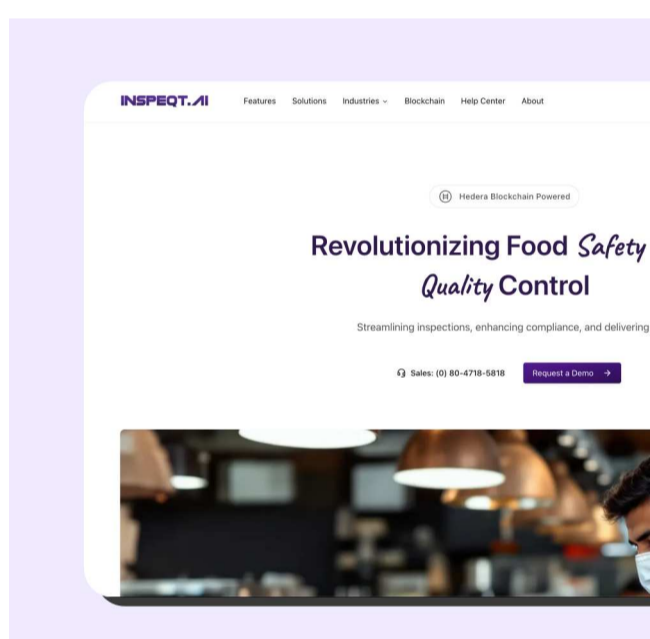 INSPEQT.AI Features Solutions Industries Blockchain Help Center About
Hedera Blockchain Powered
Revolutionizing Food Safety
Quality Control
Streamlining inspections, enhancing compliance, and delivering
Sales: (0) 80-4718-5818 Request a Demo →